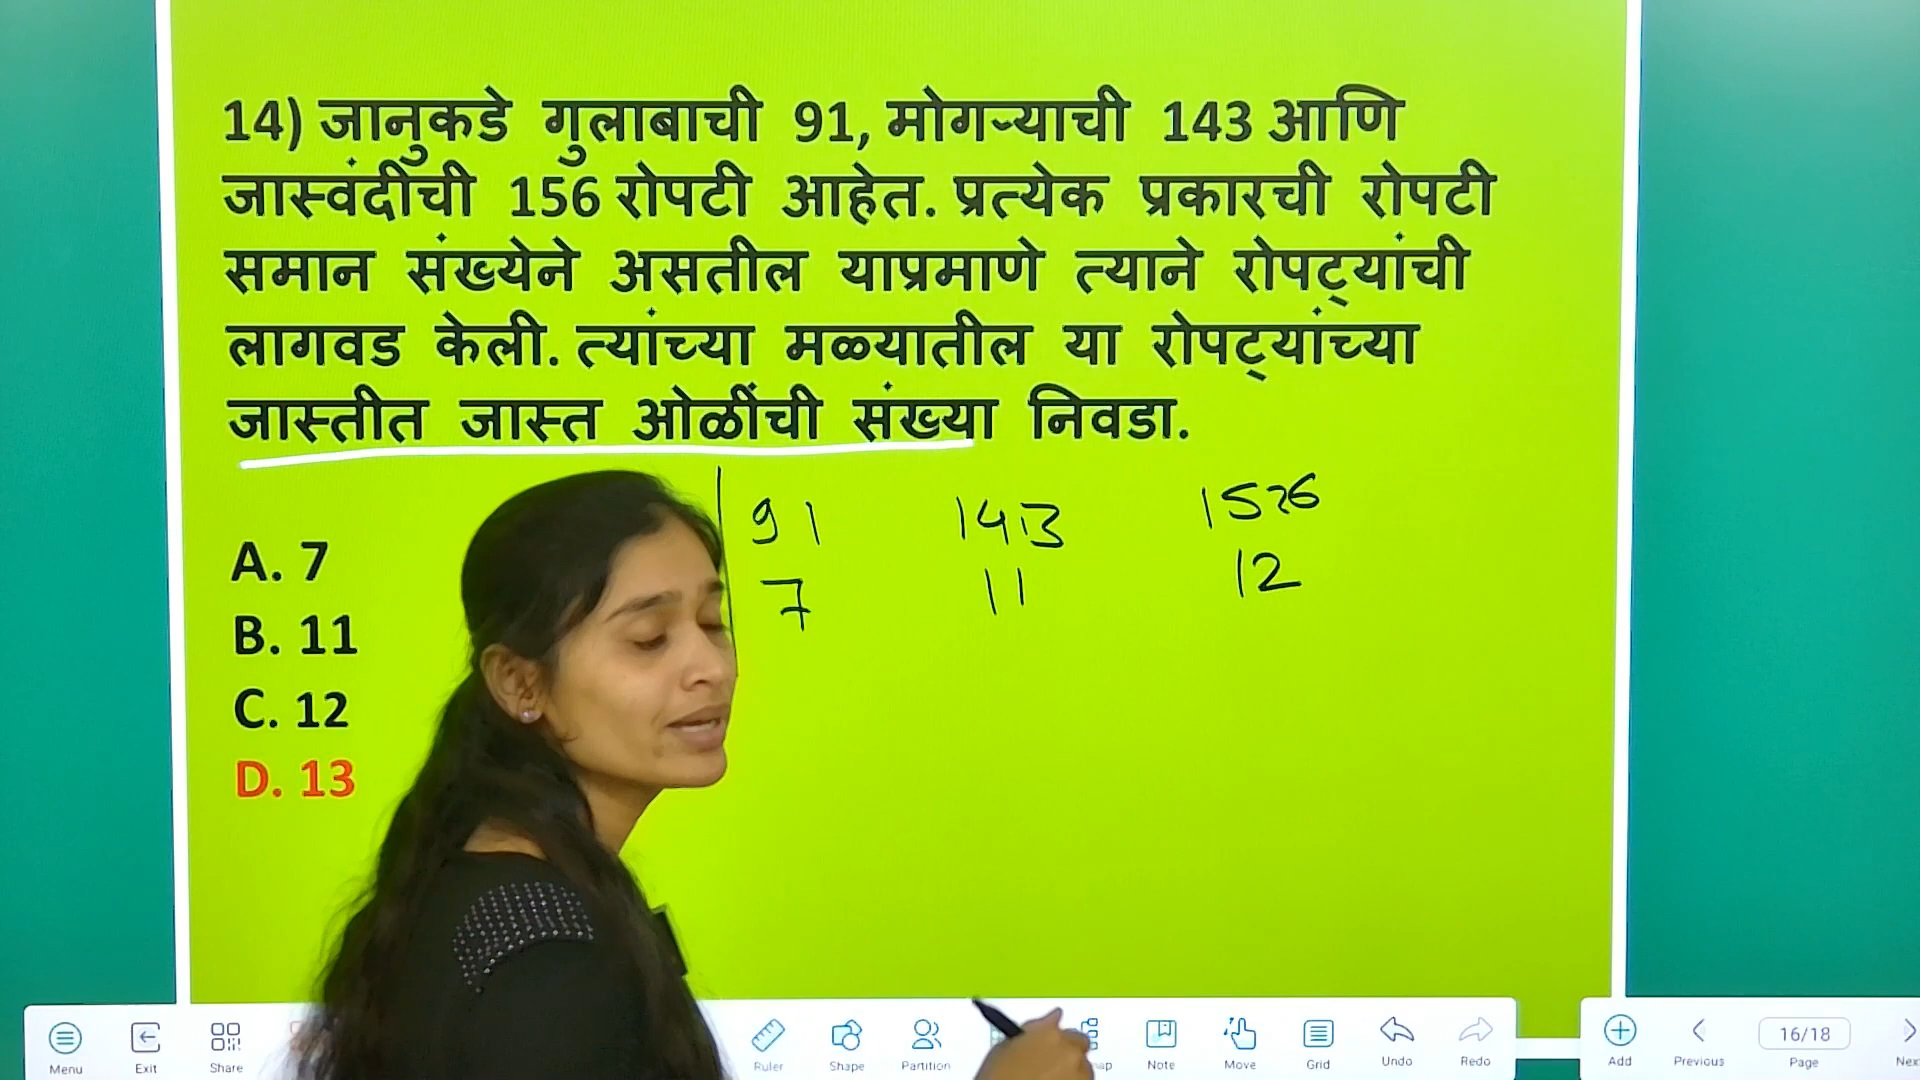 14) जानुकडे गुलाबाची 91, मोगऱ्याची 143 आणि
जास्वंदीची 156 रोपटी आहेत. प्रत्येक प्रकारची रोपटी
समान संख्येने असतील याप्रमाणे त्याने रोपट्यांची
लागवड केली. त्यांच्या मळ्यातील या रोपट्यांच्या
जास्तीत जास्त ओळींची संख्या निवडा.
91 143 1526
7 11 12
A. 7
B. 11
C. 12
D. 13
Menu Exit Share Ruler Shape Partition Note Move Grid Undo Redo Add Previous 16/18 Page